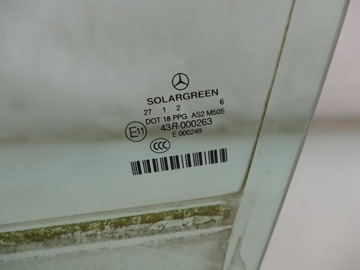 SOLARGREEN
27 1 2 6
DOT 18 PPG AS2 M505
E11 43R-000263
E 000249
CCC